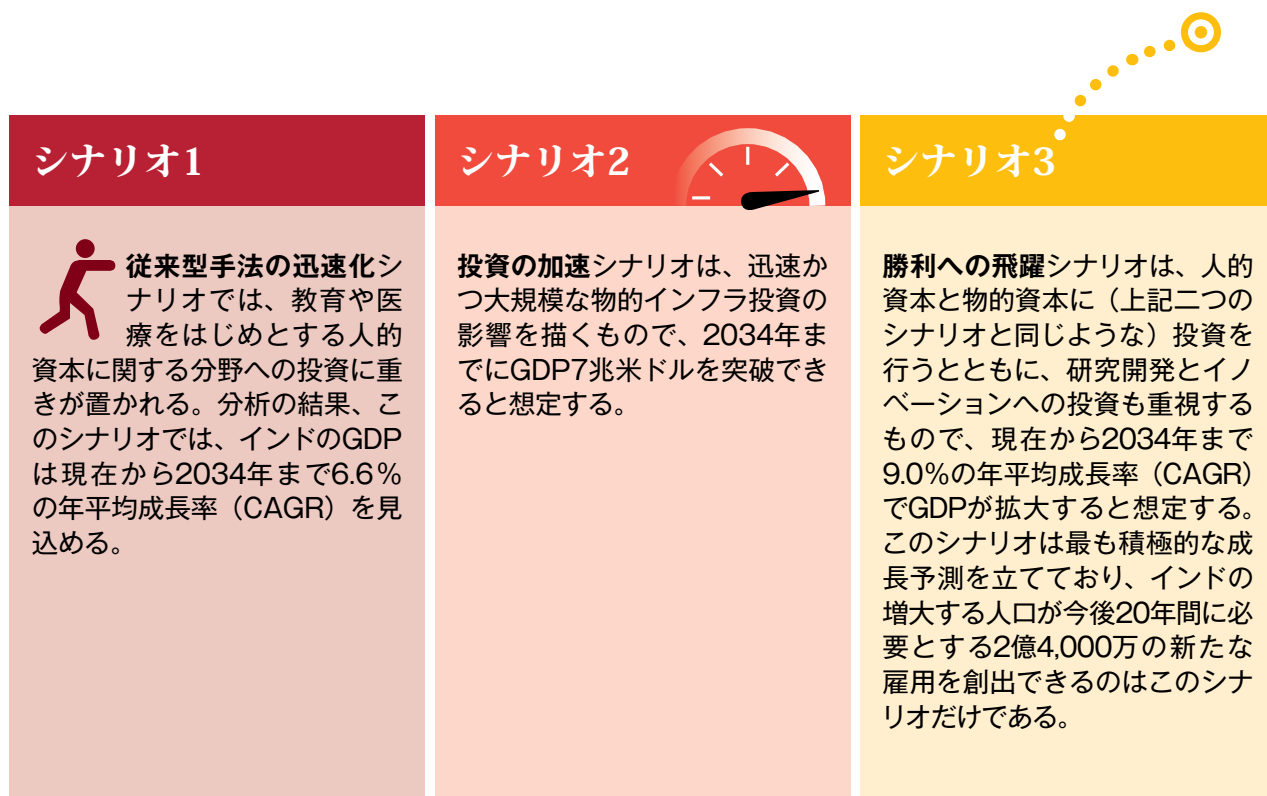 シナリオ1
従来型手法の迅速化シ
ナリオでは、教育や医
療をはじめとする人的
資本に関する分野への投資に重
きが置かれる。分析の結果、こ
のシナリオでは、インドのGDP
は現在から2034年まで6.6%
の年平均成長率（CAGR）を見
込める。
シナリオ2
投資の加速シナリオは、迅速か
つ大規模な物的インフラ投資の
影響を描くもので、2034年ま
でにGDP7兆米ドルを突破でき
ると想定する。
シナリオ3
勝利への飛躍シナリオは、人的
資本と物的資本に（上記二つの
シナリオと同じような）投資を
行うとともに、研究開発とイノ
ベーションへの投資も重視する
もので、現在から2034年まで
9.0%の年平均成長率（CAGR）
でGDPが拡大すると想定する。
このシナリオは最も積極的な成
長予測を立てており、インドの
増大する人口が今後20年間に必
要とする2億4,000万の新たな
雇用を創出できるのはこのシナ
リオだけである。